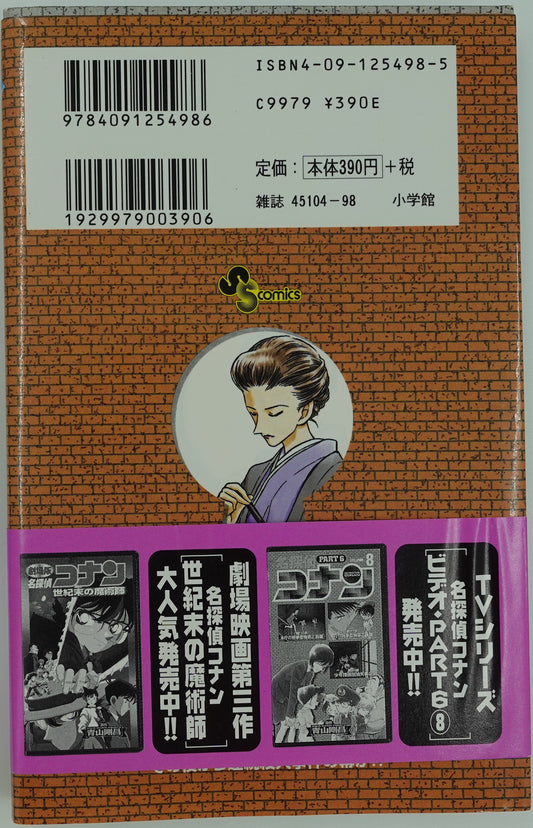 ISBN4-09-125498-5
9784091254986
C9979 ¥390E
定価：本体390円＋税
1929979003906
雑誌 45104-98 小学館
SS comics
TVシリーズ
名探偵コナン
ビデオ・PART6⑧
発売中!!
PART6
8
コナン
青山剛昌
劇場映画第三作
名探偵コナン
世紀末の魔術師
大人気発売中!!
劇場版
名探偵コナン
世紀末の魔術師
青山剛昌